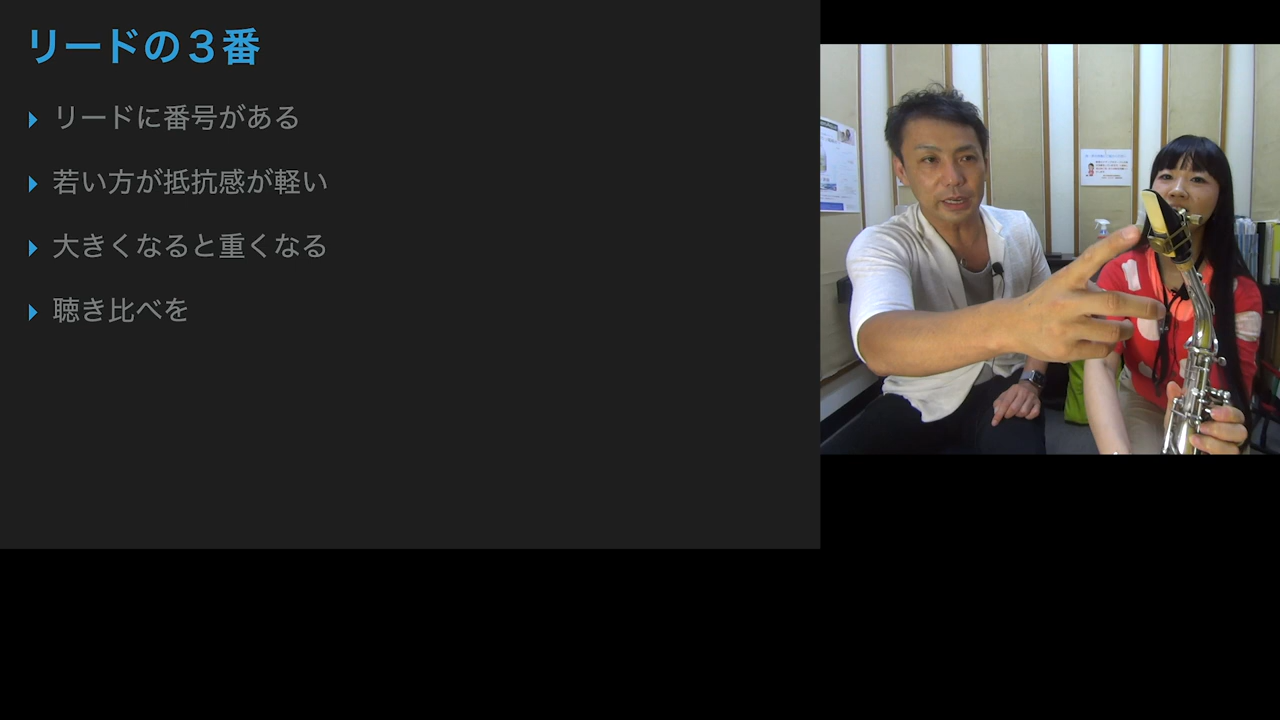 リードの３番
リードに番号がある
若い方が抵抗感が軽い
大きくなると重くなる
聴き比べを